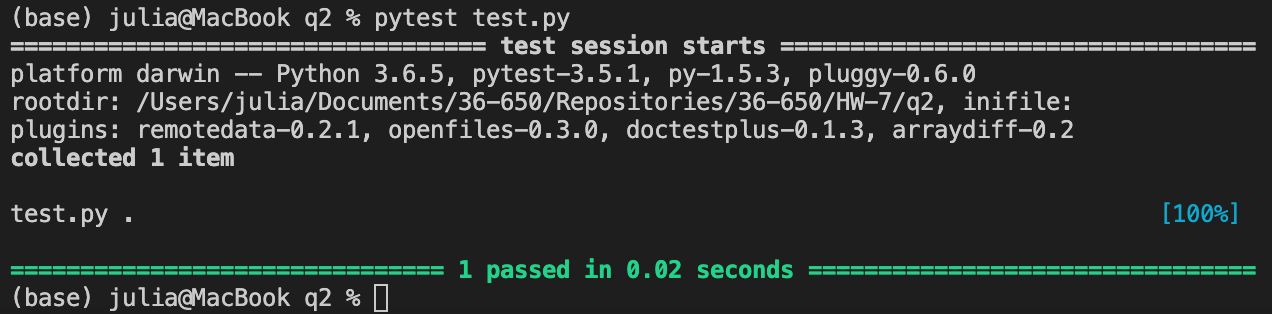 (base) julia@MacBook q2 % pytest test.py
================================== test session starts ==================================
platform darwin -- Python 3.6.5, pytest-3.5.1, py-1.5.3, pluggy-0.6.0
rootdir: /Users/julia/Documents/36-650/Repositories/36-650/HW-7/q2, inifile:
plugins: remotedata-0.2.1, openfiles-0.3.0, doctestplus-0.1.3, arraydiff-0.2
collected 1 item
test.py . [100%]
=============================== 1 passed in 0.02 seconds ================================
(base) julia@MacBook q2 %